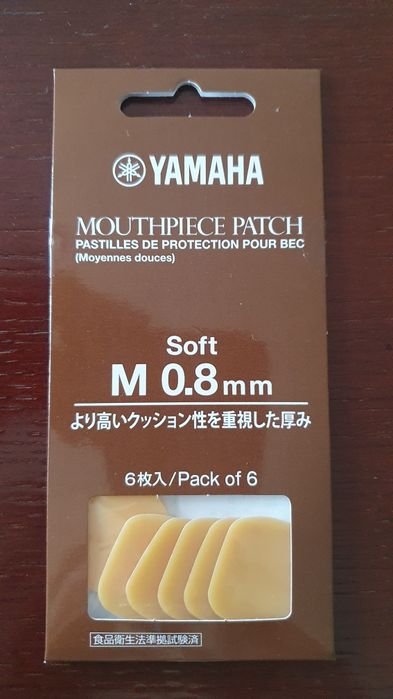 YAMAHA
MOUTHPIECE PATCH
PASTILLES DE PROTECTION POUR BEC
(Moyennes douces)
Soft
M 0.8mm
より高いクッション性を重視した厚み
6枚入/Pack of 6
食品衛生法準拠試験済